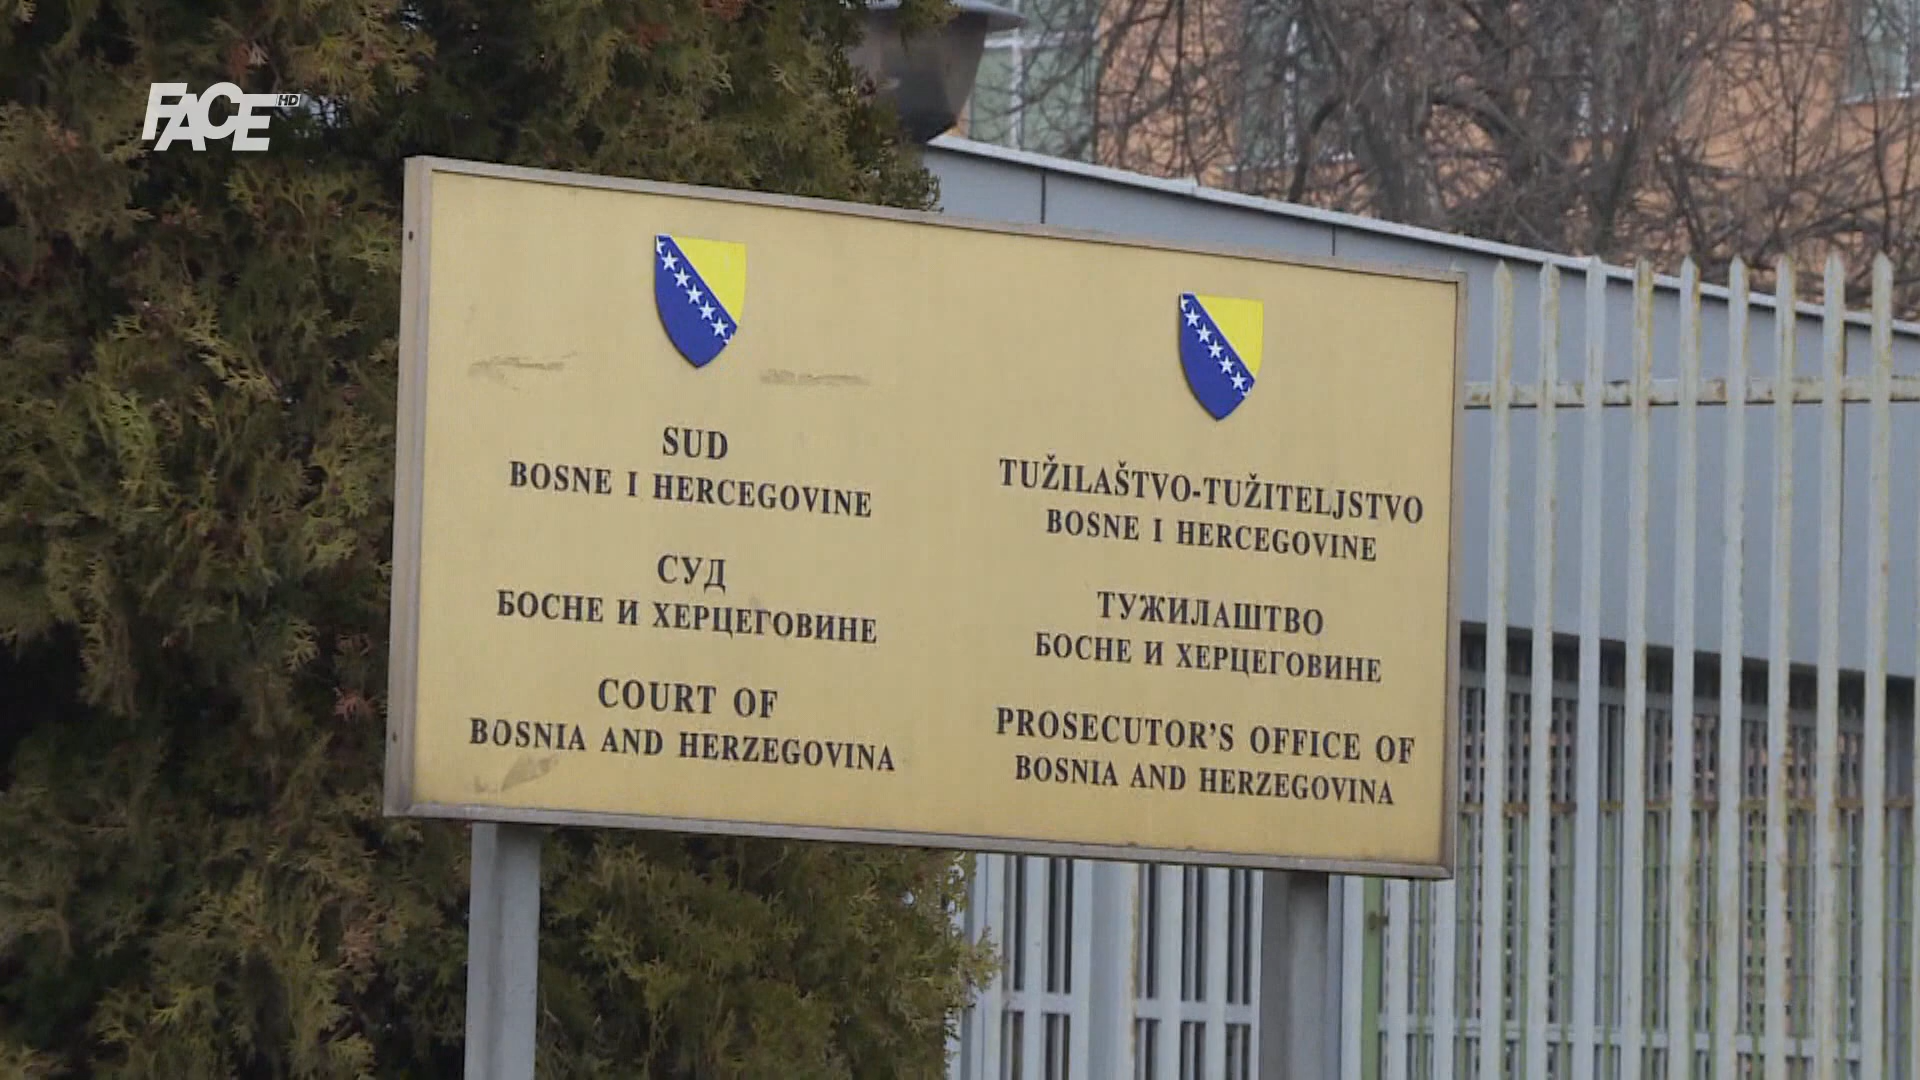 FACE HD
SUD
BOSNE I HERCEGOVINE
СУД
БОСНЕ И ХЕРЦЕГОВИНЕ
COURT OF
BOSNIA AND HERZEGOVINA
TUŽILAŠTVO-TUŽITELJSTVO
BOSNE I HERCEGOVINE
ТУЖИЛАШТВО
БОСНЕ И ХЕРЦЕГОВИНЕ
PROSECUTOR'S OFFICE OF
BOSNIA AND HERZEGOVINA